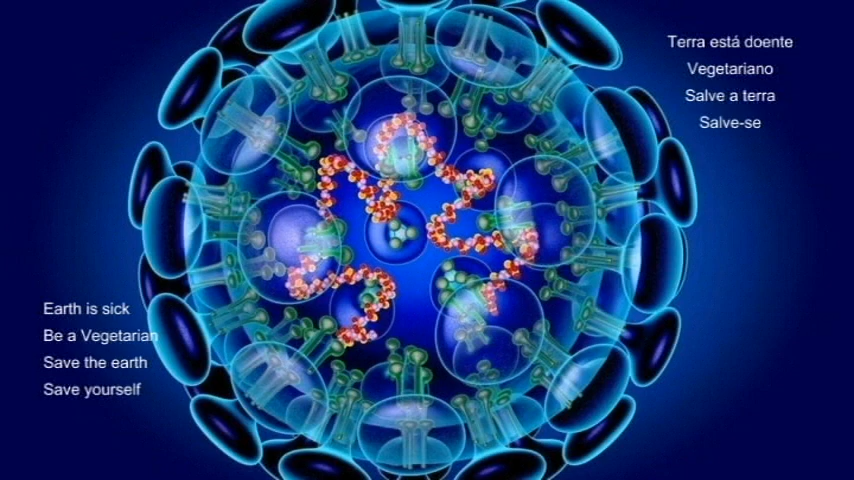 Terra está doente
Vegetariano
Salve a terra
Salve-se
Earth is sick
Be a Vegetarian
Save the earth
Save yourself